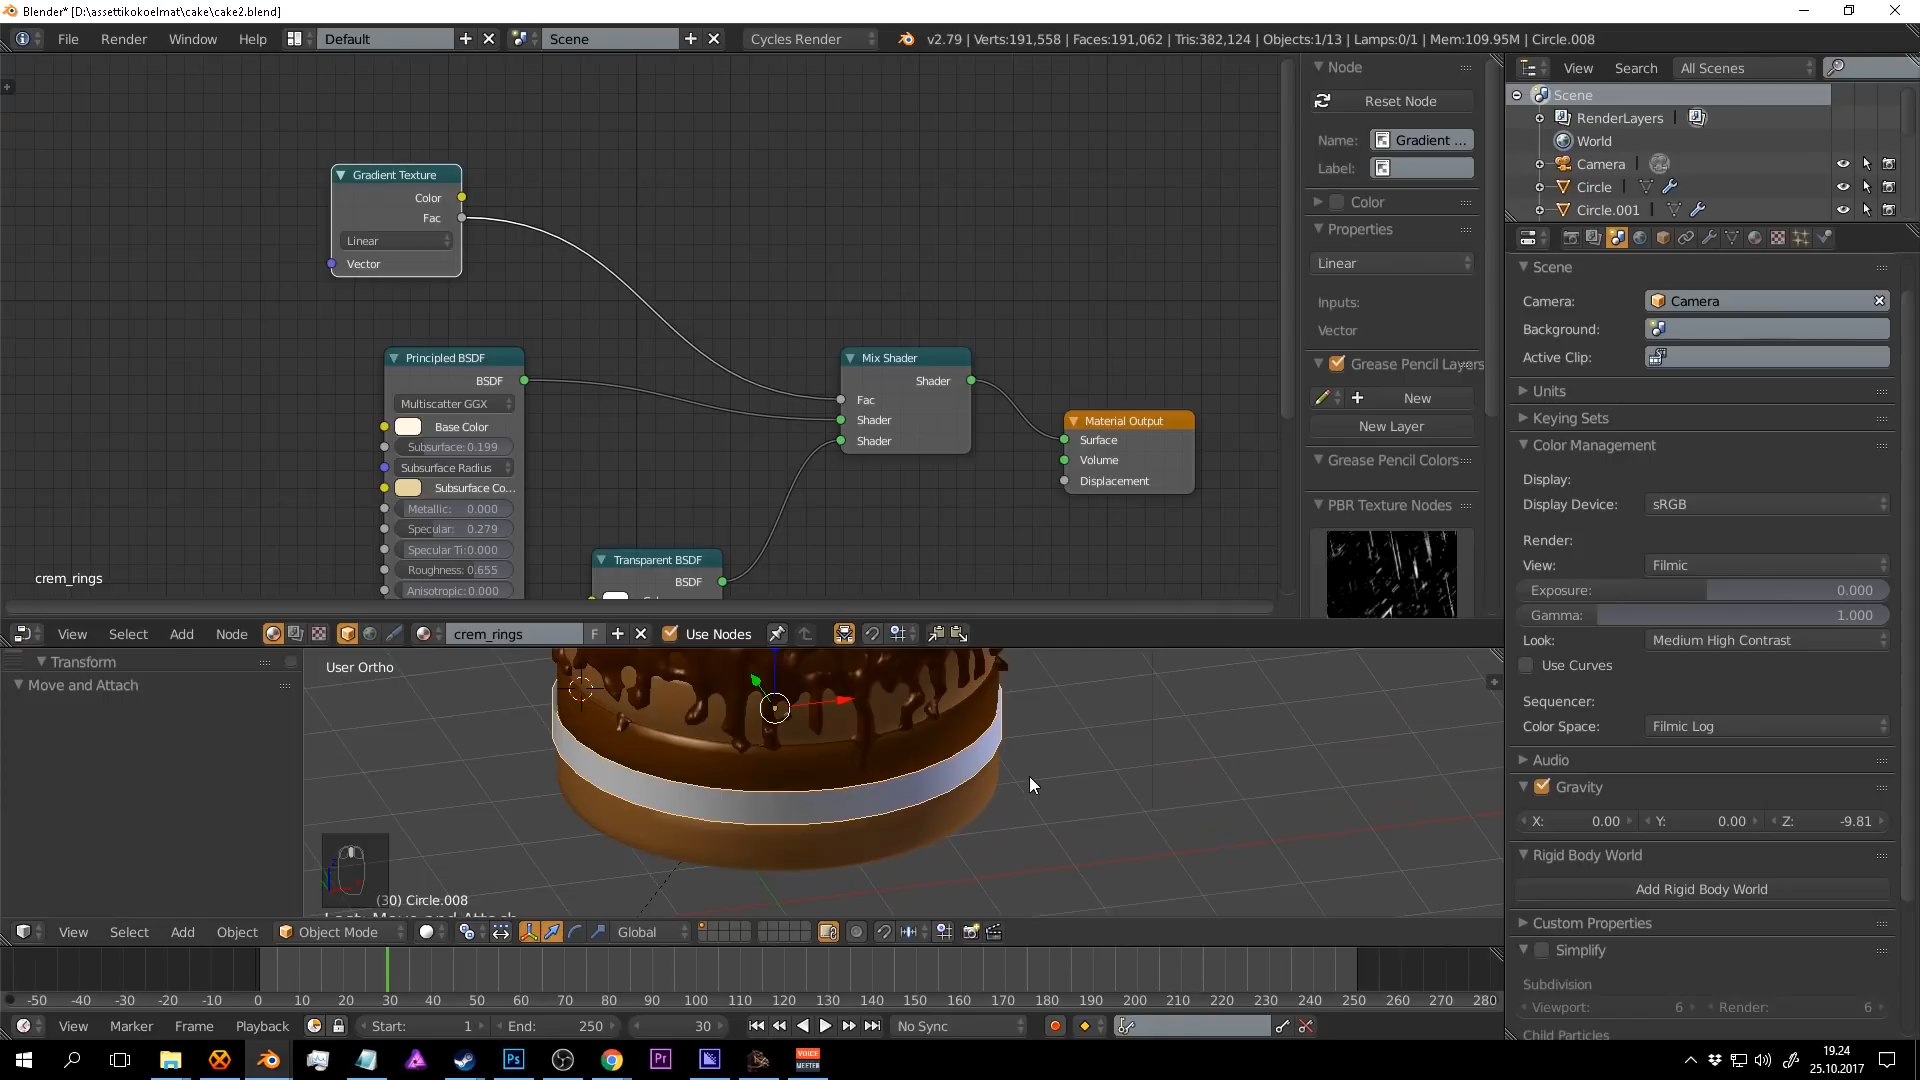 Blender* [D:\assettikokoelmat\cake\cake2.blend]
File Render Window Help Default Scene Cycles Render v2.79 | Verts:191,558 | Faces:191,062 | Tris:382,124 | Objects:1/13 | Lamps:0/1 | Mem:109.95M | Circle.008
Gradient Texture
Color
Fac
Linear
Vector
Principled BSDF
BSDF
Multiscatter GGX
Base Color
Subsurface: 0.199
Subsurface Radius
Subsurface Co...
Metallic: 0.000
Specular: 0.279
Specular Ti: 0.000
Roughness: 0.655
Anisotropic: 0.000
Transparent BSDF
BSDF
Mix Shader
Shader
Fac
Shader
Shader
Material Output
Surface
Volume
Displacement
crem_rings
Node
Reset Node
Name: Gradient ...
Label:
Color
Properties
Linear
Inputs:
Vector
Grease Pencil Layers
New
New Layer
Grease Pencil Colors
PBR Texture Nodes
View Search All Scenes
Scene
RenderLayers
World
Camera
Circle
Circle.001
Scene
Camera: Camera
Background:
Active Clip:
Units
Keying Sets
Color Management
Display:
Display Device: sRGB
Render:
View: Filmic
Exposure: 0.000
Gamma: 1.000
Look: Medium High Contrast
Use Curves
Sequencer:
Color Space: Filmic Log
Audio
Gravity
X: 0.00 Y: 0.00 Z: -9.81
Rigid Body World
Add Rigid Body World
Custom Properties
Simplify
Subdivision
Viewport: 6 Render: 6
Child Particles
View Select Add Node crem_rings F Use Nodes
Transform
Move and Attach
User Ortho
(30) Circle.008
Last: Move and Attach
View Select Add Object Object Mode Global
-50 -40 -30 -20 -10 0 10 20 30 40 50 60 70 80 90 100 110 120 130 140 150 160 170 180 190 200 210 220 230 240 250 260 270 280
View Marker Frame Playback Start: 1 End: 250 30 No Sync
Ps Pr VOICE MEETER
19.24
25.10.2017